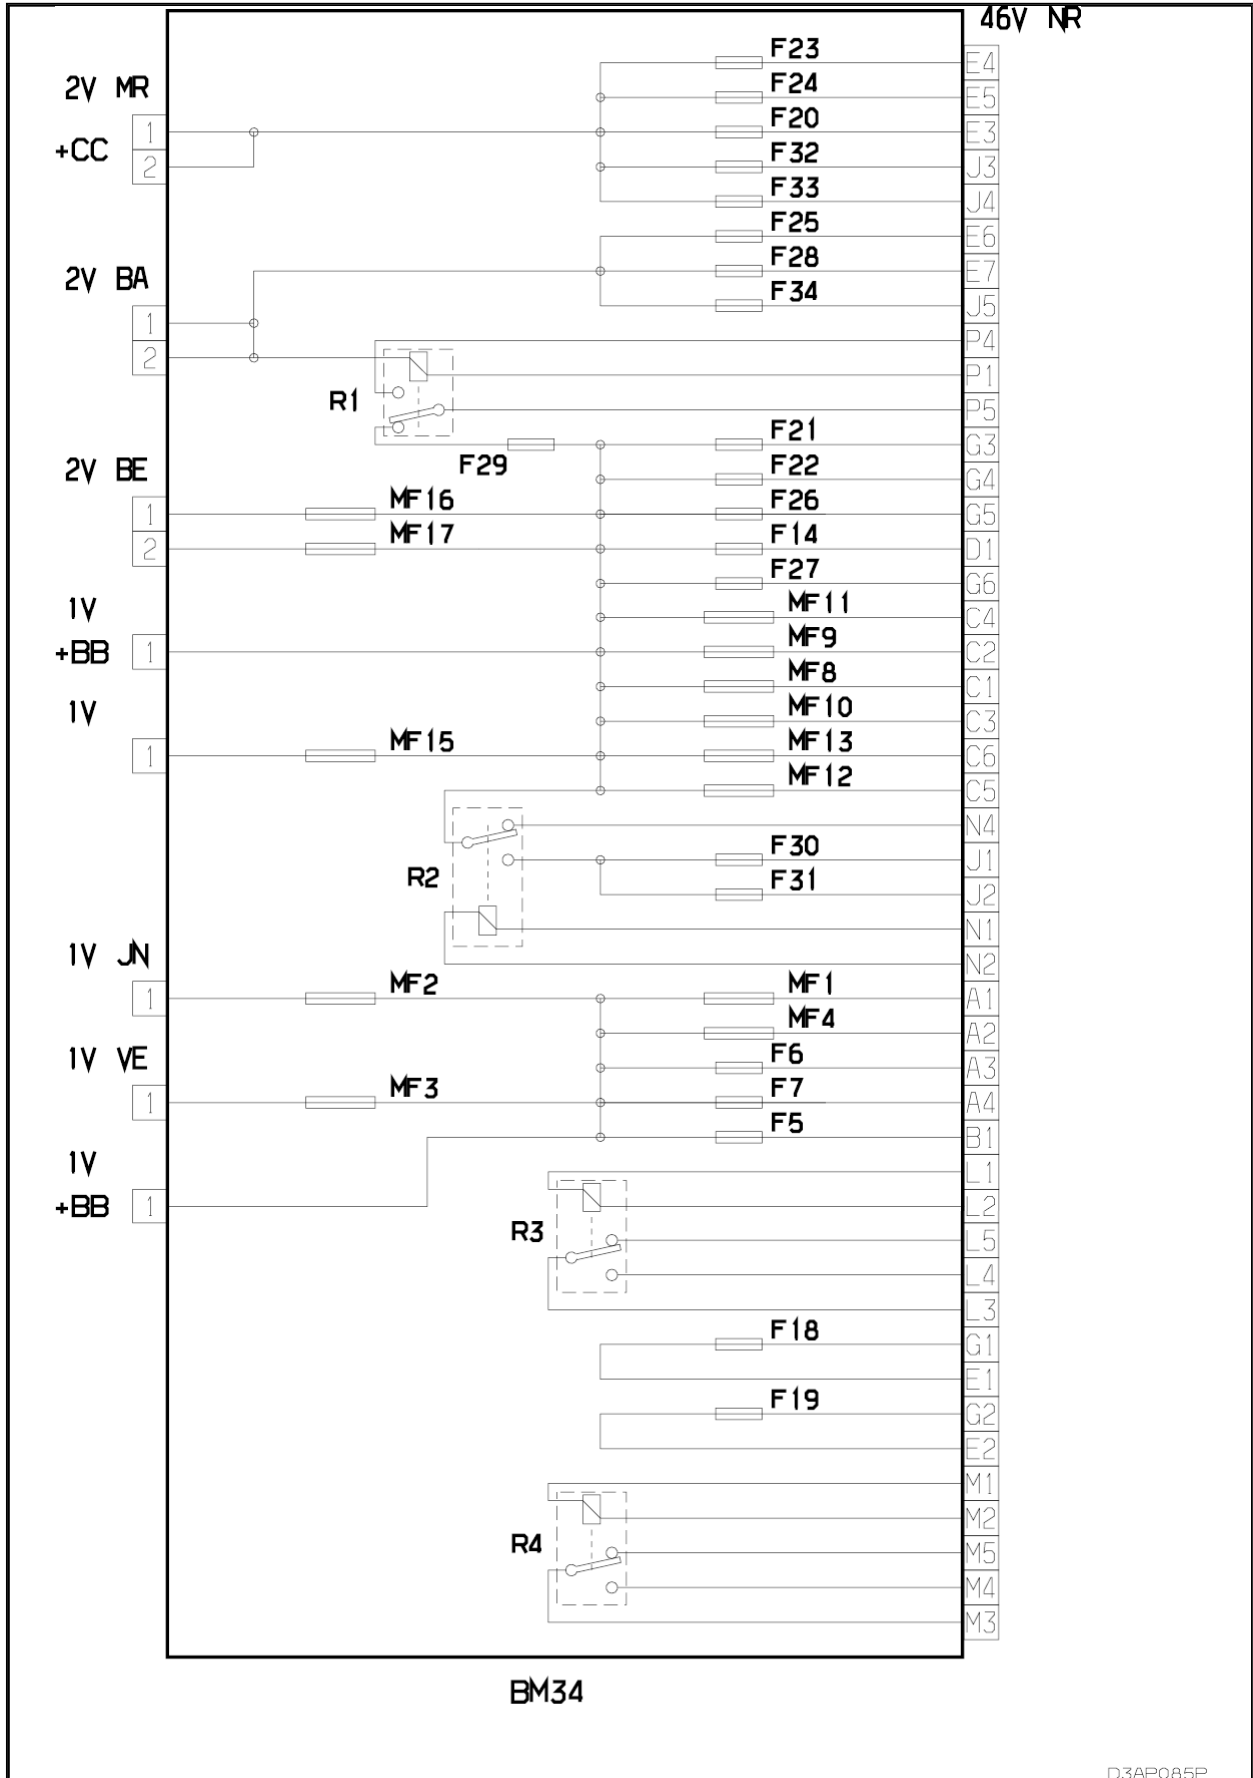 46V NR
F23
E4
2V MR
F24
E5
1
F20
E3
+CC
2
F32
J3
F33
J4
F25
E6
2V BA
F28
E7
F34
J5
1
P4
2
P1
R1
P5
F21
G3
F29
2V BE
F22
G4
1
MF16
F26
G5
2
MF17
F14
D1
F27
G6
1V
MF11
C4
+BB
1
MF9
C2
MF8
C1
1V
MF10
C3
1
MF15
MF13
C6
MF12
C5
N4
F30
J1
R2
F31
J2
N1
1V JN
N2
1
MF2
MF1
A1
MF4
A2
1V VE
F6
A3
1
MF3
F7
A4
F5
B1
1V
L1
+BB
1
L2
R3
L5
L4
L3
F18
G1
E1
F19
G2
E2
M1
M2
R4
M5
M4
M3
BM34
D3AP085P